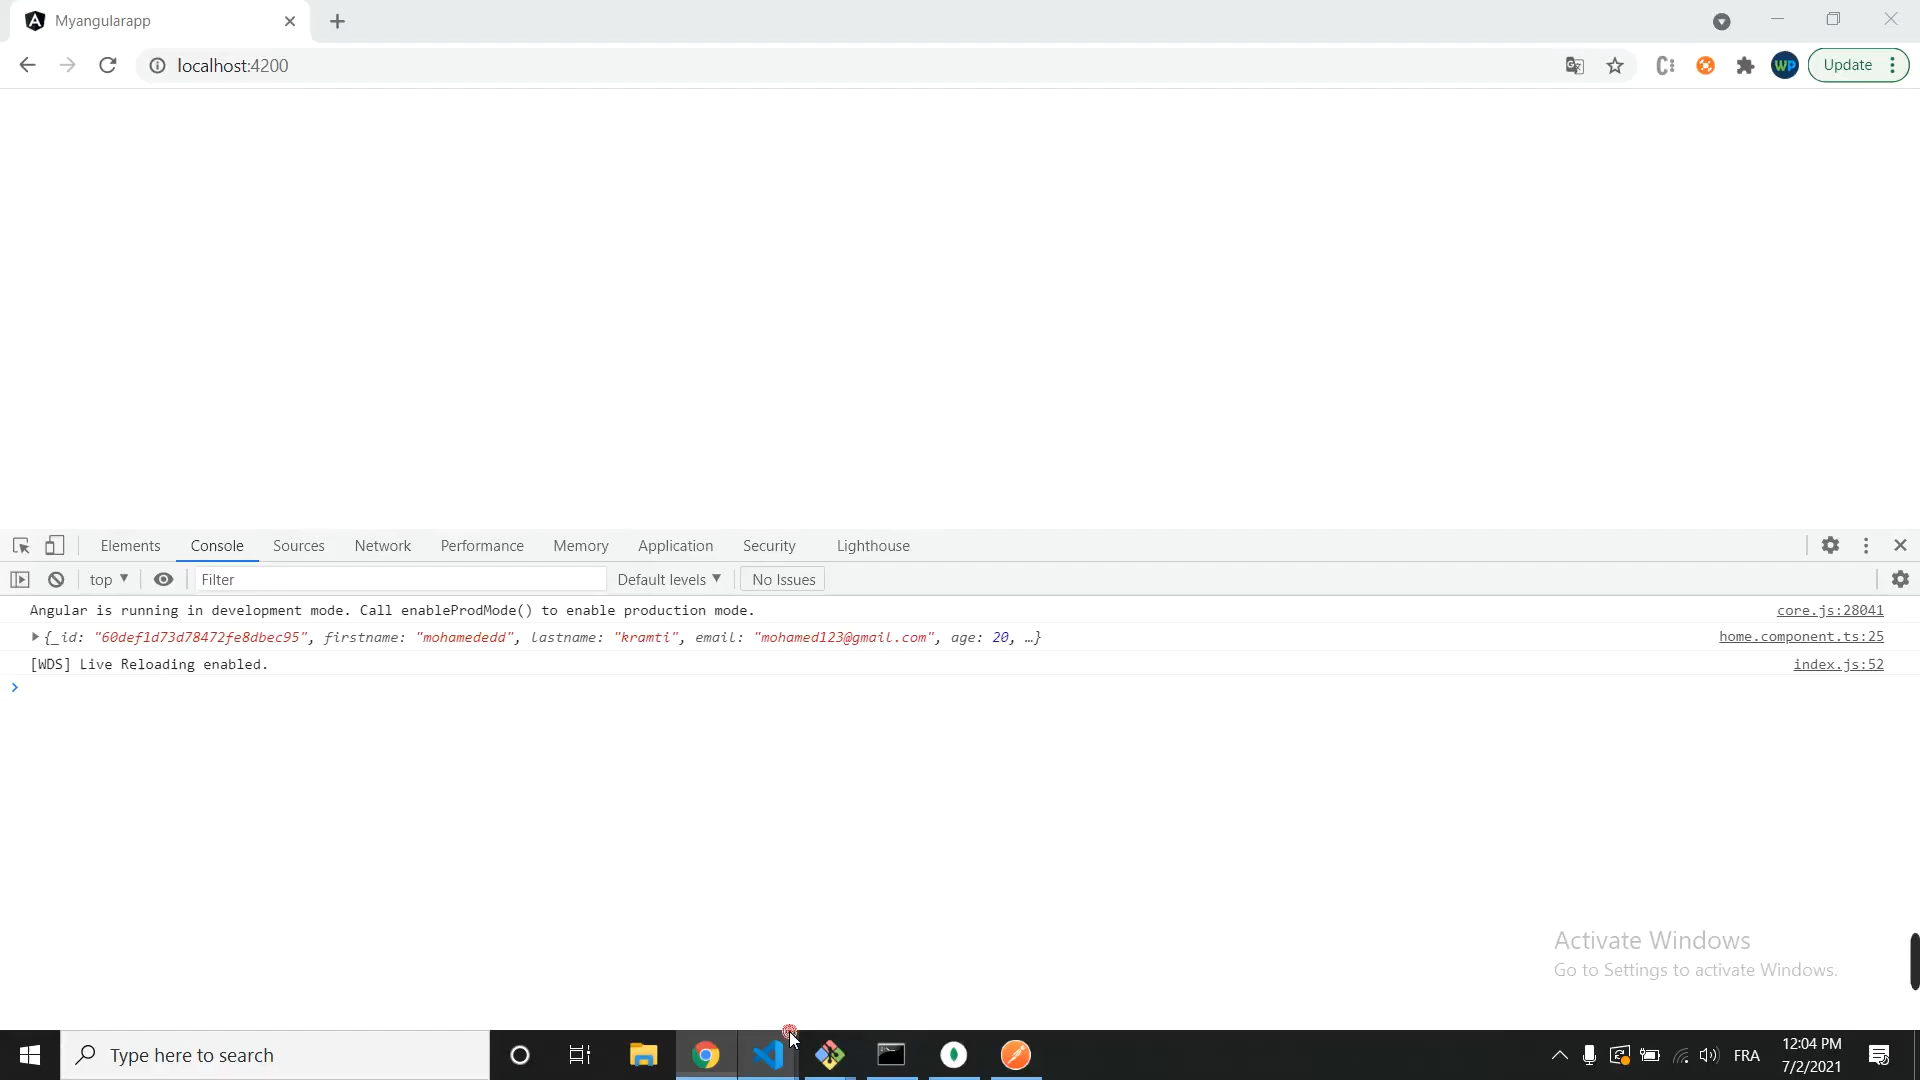 Myangularapp
localhost:4200
WP
Update
Elements
Console
Sources
Network
Performance
Memory
Application
Security
Lighthouse
top
Filter
Default levels
No Issues
Angular is running in development mode. Call enableProdMode() to enable production mode.
core.js:28041
{_id: "60def1d73d78472fe8dbec95", firstname: "mohamededd", lastname: "kramti", email: "mohamed123@gmail.com", age: 20, …}
home.component.ts:25
[WDS] Live Reloading enabled.
index.js:52
Activate Windows
Go to Settings to activate Windows.
Type here to search
FRA
12:04 PM
7/2/2021